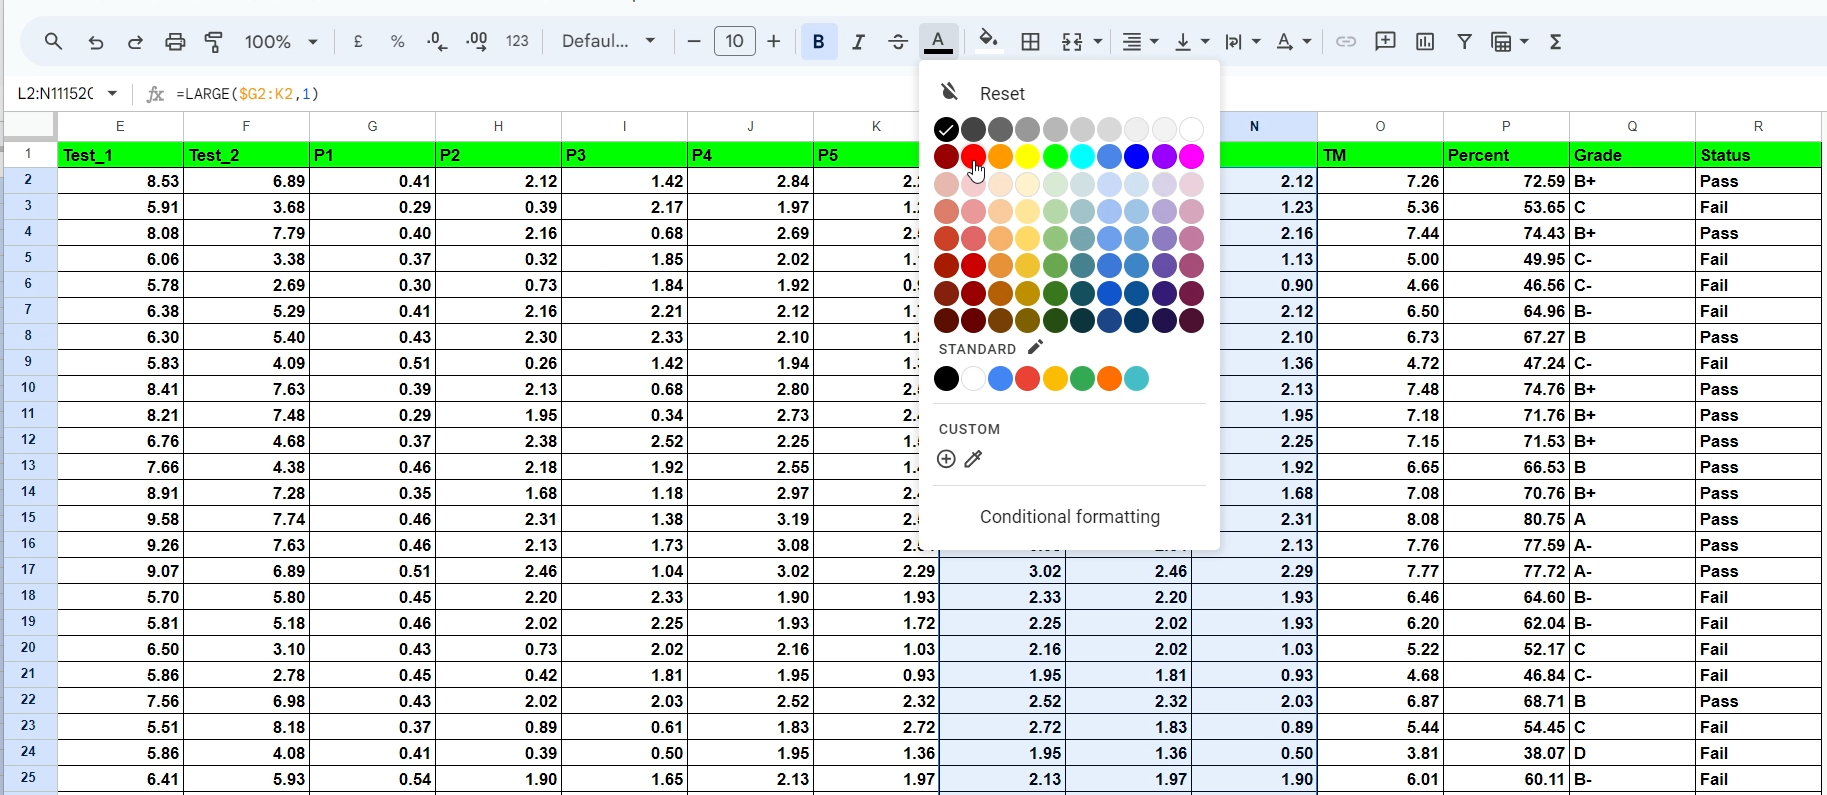 100% £ % .0 .00 123 Defaul... - 10 + B I S A A Σ
L2:N11152 fx =LARGE($G2:K2,1)
Reset
E F G H I J K N O P Q R
1 Test_1 Test_2 P1 P2 P3 P4 P5 TM Percent Grade Status
2 8.53 6.89 0.41 2.12 1.42 2.84 2.12 7.26 72.59 B+ Pass
3 5.91 3.68 0.29 0.39 2.17 1.97 1.23 5.36 53.65 C Fail
4 8.08 7.79 0.40 2.16 0.68 2.69 2.16 7.44 74.43 B+ Pass
5 6.06 3.38 0.37 0.32 1.85 2.02 1.13 5.00 49.95 C- Fail
6 5.78 2.69 0.30 0.73 1.84 1.92 0.90 4.66 46.56 C- Fail
7 6.38 5.29 0.41 2.16 2.21 2.12 2.12 6.50 64.96 B- Fail
8 6.30 5.40 0.43 2.30 2.33 2.10 2.10 6.73 67.27 B Pass
STANDARD
9 5.83 4.09 0.51 0.26 1.42 1.94 1.36 4.72 47.24 C- Fail
10 8.41 7.63 0.39 2.13 0.68 2.80 2.13 7.48 74.76 B+ Pass
11 8.21 7.48 0.29 1.95 0.34 2.73 1.95 7.18 71.76 B+ Pass
CUSTOM
12 6.76 4.68 0.37 2.38 2.52 2.25 2.25 7.15 71.53 B+ Pass
13 7.66 4.38 0.46 2.18 1.92 2.55 1.92 6.65 66.53 B Pass
14 8.91 7.28 0.35 1.68 1.18 2.97 1.68 7.08 70.76 B+ Pass
Conditional formatting
15 9.58 7.74 0.46 2.31 1.38 3.19 2.31 8.08 80.75 A Pass
16 9.26 7.63 0.46 2.13 1.73 3.08 2.13 7.76 77.59 A- Pass
17 9.07 6.89 0.51 2.46 1.04 3.02 2.29 3.02 2.46 2.29 7.77 77.72 A- Pass
18 5.70 5.80 0.45 2.20 2.33 1.90 1.93 2.33 2.20 1.93 6.46 64.60 B- Fail
19 5.81 5.18 0.46 2.02 2.25 1.93 1.72 2.25 2.02 1.93 6.20 62.04 B- Fail
20 6.50 3.10 0.43 0.73 2.02 2.16 1.03 2.16 2.02 1.03 5.22 52.17 C Fail
21 5.86 2.78 0.45 0.42 1.81 1.95 0.93 1.95 1.81 0.93 4.68 46.84 C- Fail
22 7.56 6.98 0.43 2.02 2.03 2.52 2.32 2.52 2.32 2.03 6.87 68.71 B Pass
23 5.51 8.18 0.37 0.89 0.61 1.83 2.72 2.72 1.83 0.89 5.44 54.45 C Fail
24 5.86 4.08 0.41 0.39 0.50 1.95 1.36 1.95 1.36 0.50 3.81 38.07 D Fail
25 6.41 5.93 0.54 1.90 1.65 2.13 1.97 2.13 1.97 1.90 6.01 60.11 B- Fail